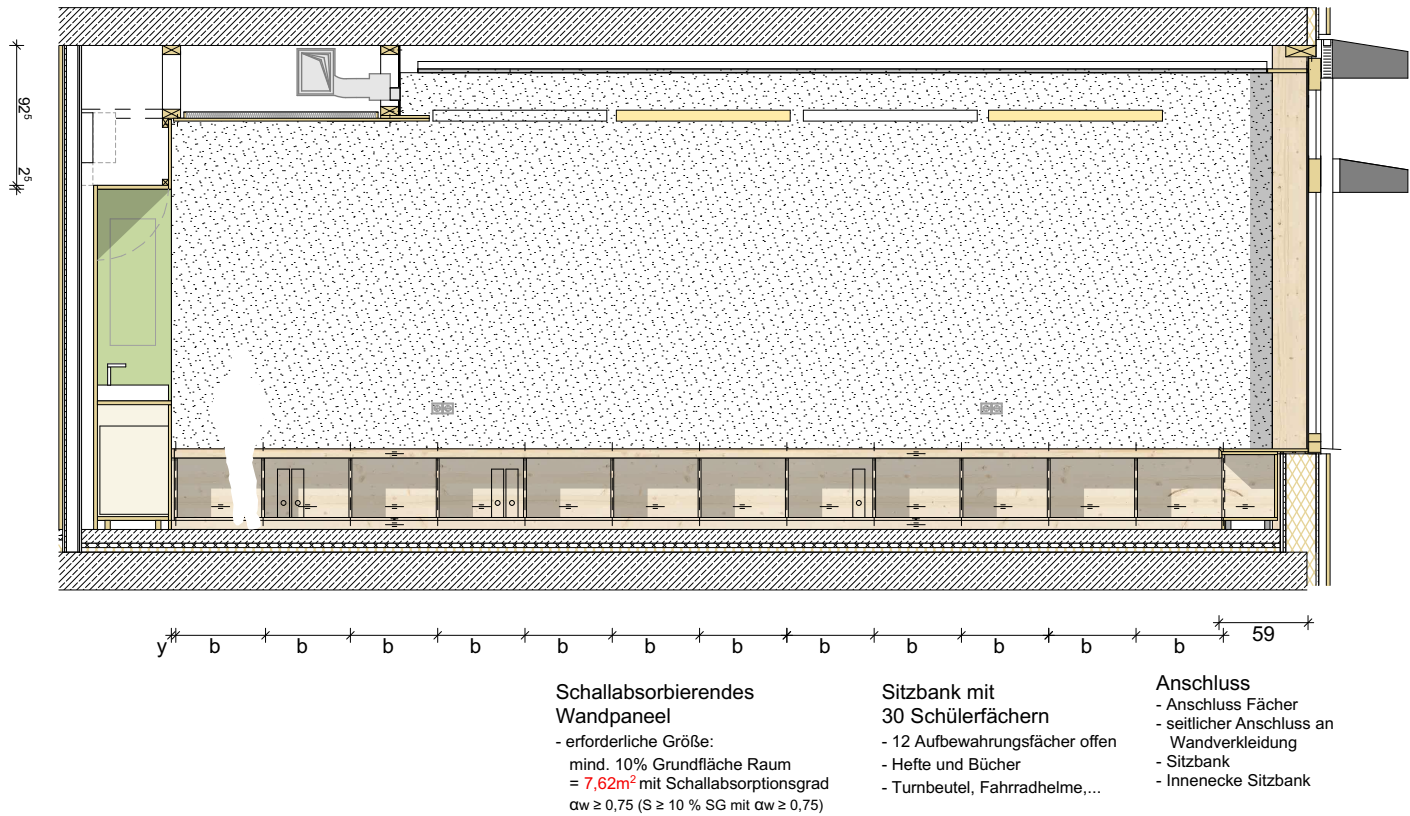 92⁵
2⁵
y b b b b b b b b b b b b 59
Schallabsorbierendes
Wandpaneel
- erforderliche Größe:
mind. 10% Grundfläche Raum
= 7,62m² mit Schallabsorptionsgrad
αw ≥ 0,75 (S ≥ 10 % SG mit αw ≥ 0,75)
Sitzbank mit
30 Schülerfächern
- 12 Aufbewahrungsfächer offen
- Hefte und Bücher
- Turnbeutel, Fahrradhelme,...
Anschluss
- Anschluss Fächer
- seitlicher Anschluss an
Wandverkleidung
- Sitzbank
- Innenecke Sitzbank